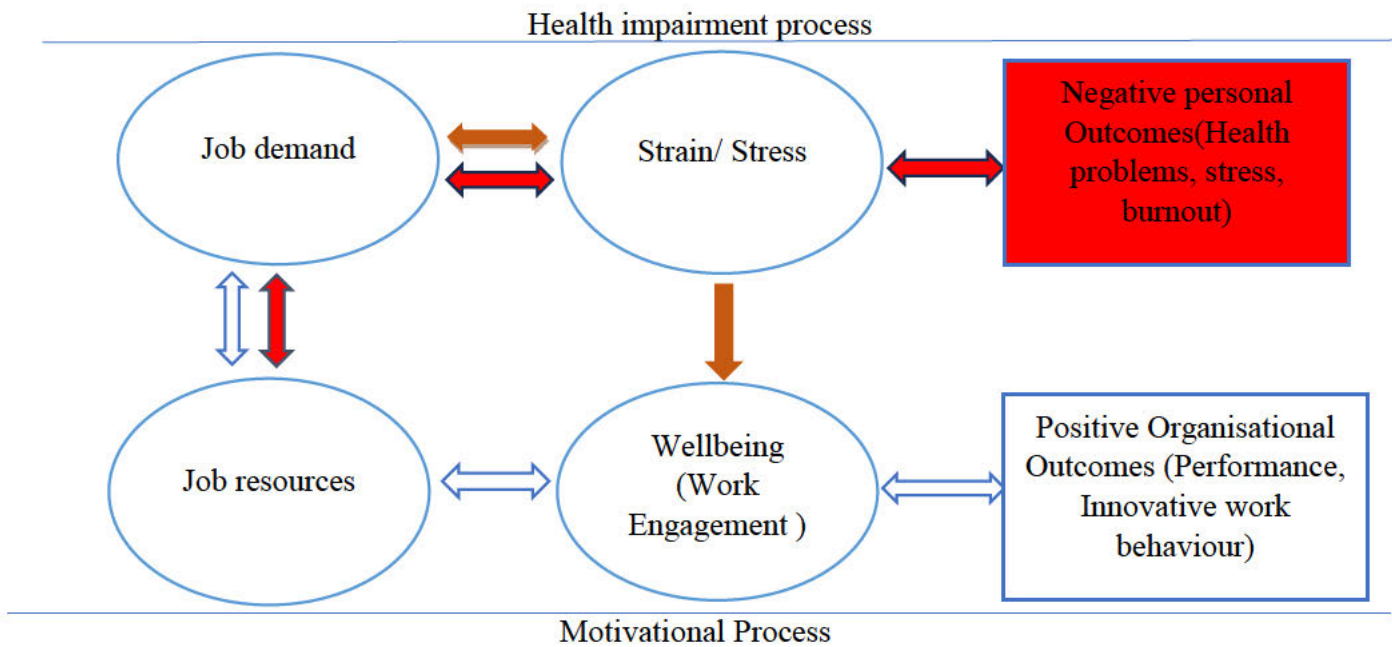 Health impairment process
Job demand
Strain/ Stress
Negative personal
Outcomes(Health
problems, stress,
burnout)
Job resources
Wellbeing
(Work
Engagement )
Positive Organisational
Outcomes (Performance,
Innovative work
behaviour)
Motivational Process